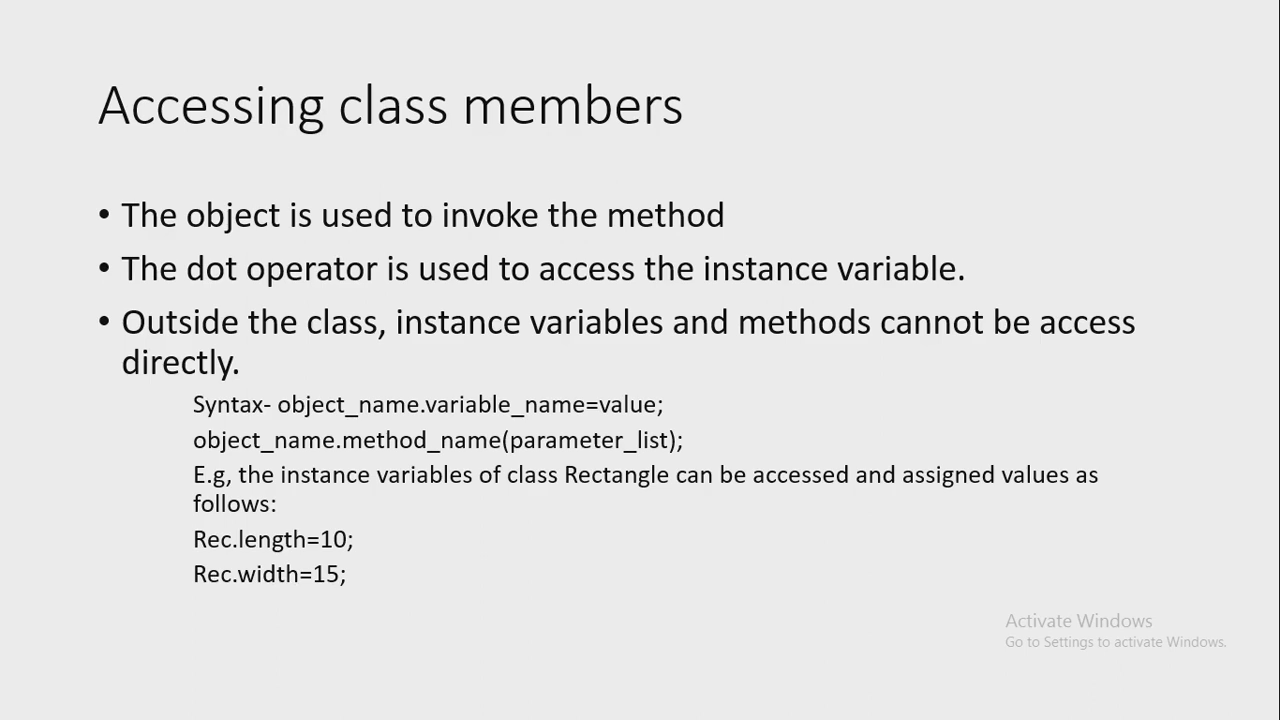 Accessing class members
• The object is used to invoke the method
• The dot operator is used to access the instance variable.
• Outside the class, instance variables and methods cannot be access
directly.
Syntax- object_name.variable_name=value;
object_name.method_name(parameter_list);
E.g, the instance variables of class Rectangle can be accessed and assigned values as
follows:
Rec.length=10;
Rec.width=15;
Activate Windows
Go to Settings to activate Windows.